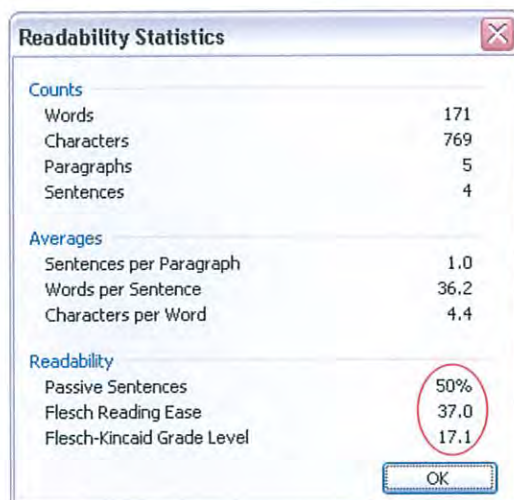 Readability Statistics
Counts
Words 171
Characters 769
Paragraphs 5
Sentences 4
Averages
Sentences per Paragraph 1.0
Words per Sentence 36.2
Characters per Word 4.4
Readability
Passive Sentences 50%
Flesch Reading Ease 37.0
Flesch-Kincaid Grade Level 17.1
OK